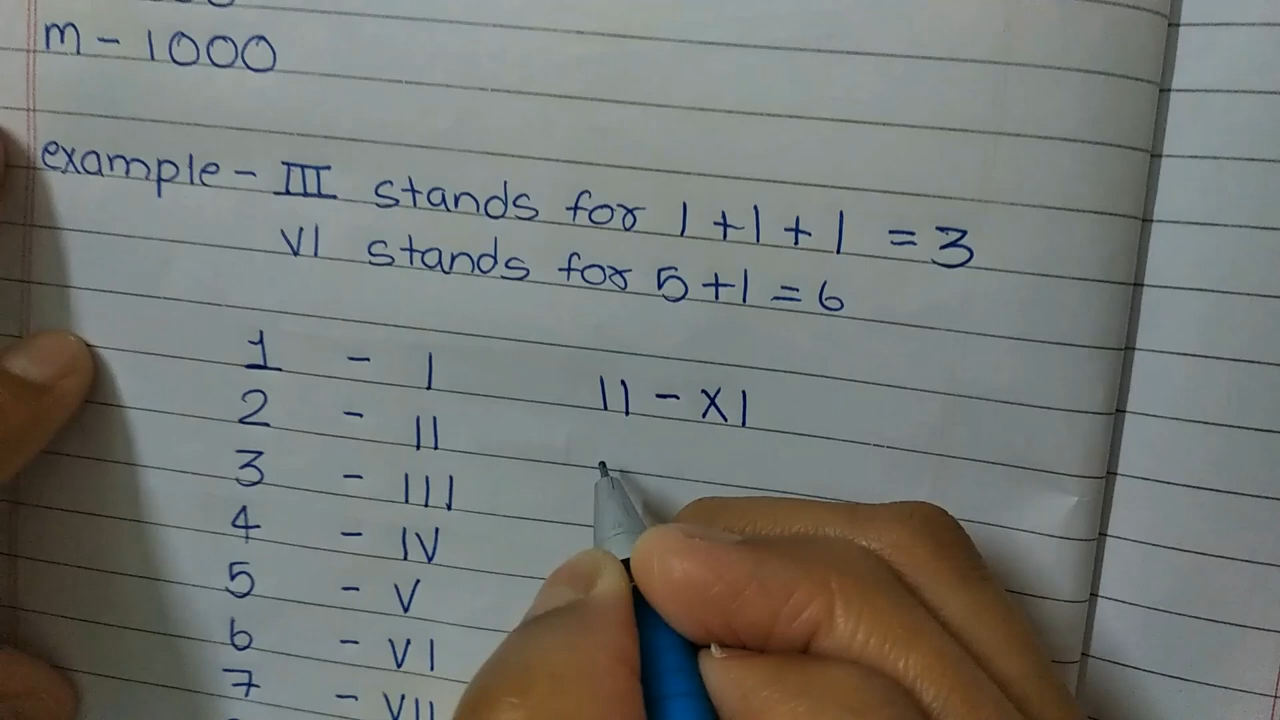 m - 1000
example - III stands for 1 + 1 + 1 = 3
VI stands for 5 + 1 = 6
1 - I
2 - II
3 - III
4 - IV
5 - V
6 - VI
7 - VII
11 - XI